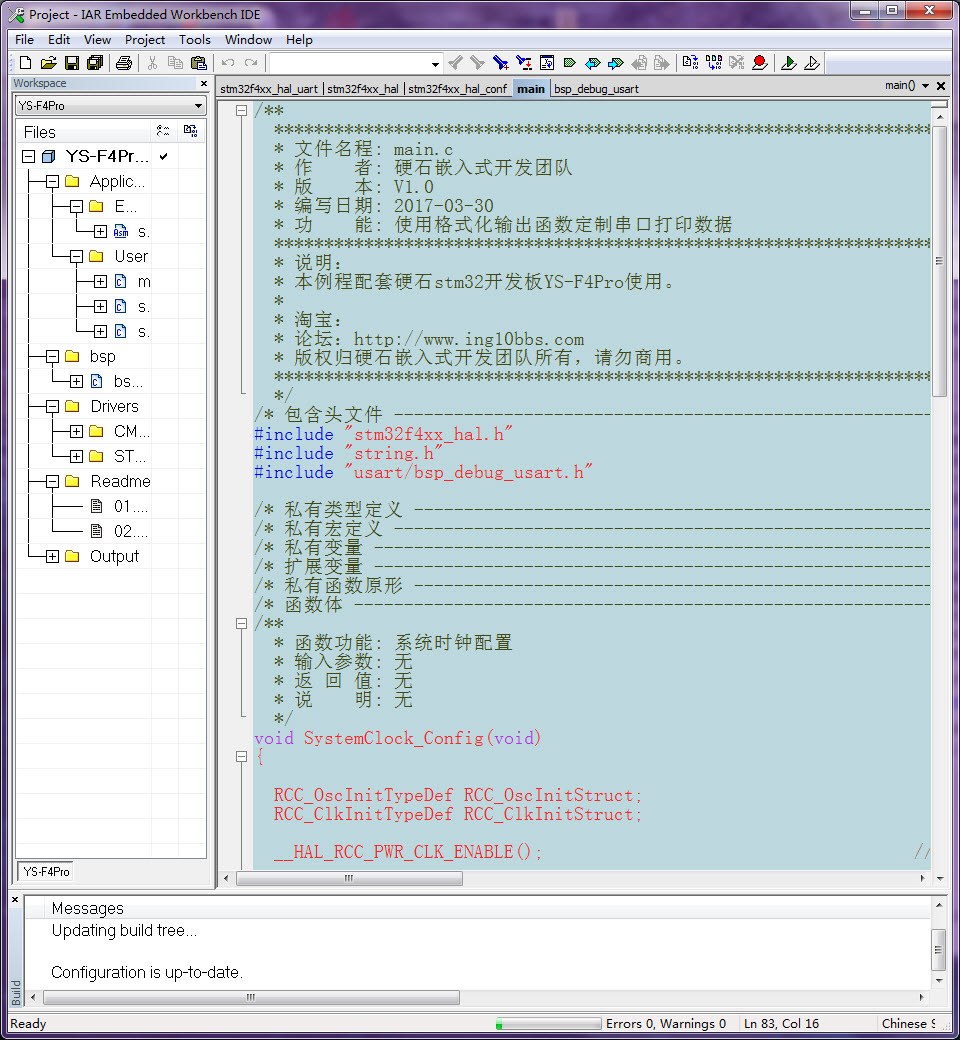 Project - IAR Embedded Workbench IDE
File Edit View Project Tools Window Help
Workspace
YS-F4Pro
Files
YS-F4Pr...
Applic...
E...
s.
User
m
s.
s.
bsp
bs...
Drivers
CM...
ST...
Readme
01....
02....
Output
YS-F4Pro
stm32f4xx_hal_uart | stm32f4xx_hal | stm32f4xx_hal_conf main bsp_debug_usart
main()
/**
* 文件名程: main.c
* 作 者: 硬石嵌入式开发团队
* 版 本: V1.0
* 编写日期: 2017-03-30
* 功 能: 使用格式化输出函数定制串口打印数据
* 说明:
* 本例程配套硬石stm32开发板YS-F4Pro使用。
*
* 淘宝:
* 论坛: http://www.ing10bbs.com
* 版权归硬石嵌入式开发团队所有，请勿商用。
*/
/* 包含头文件 ----
#include "stm32f4xx_hal.h"
#include "string.h"
#include "usart/bsp_debug_usart.h"
/* 私有类型定义 ----
/* 私有宏定义 ----
/* 私有变量 ----
/* 扩展变量 ----
/* 私有函数原形 ----
/* 函数体 ----
/**
* 函数功能: 系统时钟配置
* 输入参数: 无
* 返 回 值: 无
* 说 明: 无
*/
void SystemClock_Config(void)
{
RCC_OscInitTypeDef RCC_OscInitStruct;
RCC_ClkInitTypeDef RCC_ClkInitStruct;
__HAL_RCC_PWR_CLK_ENABLE(); //
Build
Messages
Updating build tree...
Configuration is up-to-date.
Ready
Errors 0, Warnings 0
Ln 83, Col 16
Chinese S